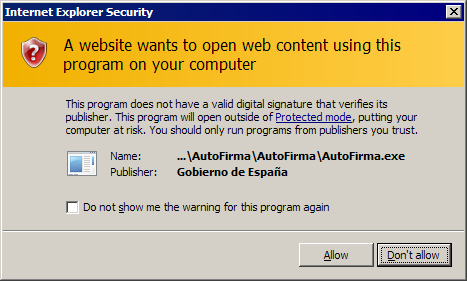 Internet Explorer Security
A website wants to open web content using this
program on your computer
This program does not have a valid digital signature that verifies its
publisher. This program will open outside of Protected mode, putting your
computer at risk. You should only run programs from publishers you trust.
Name: ...\AutoFirma\AutoFirma\AutoFirma.exe
Publisher: Gobierno de España
Do not show me the warning for this program again
Allow Don't allow